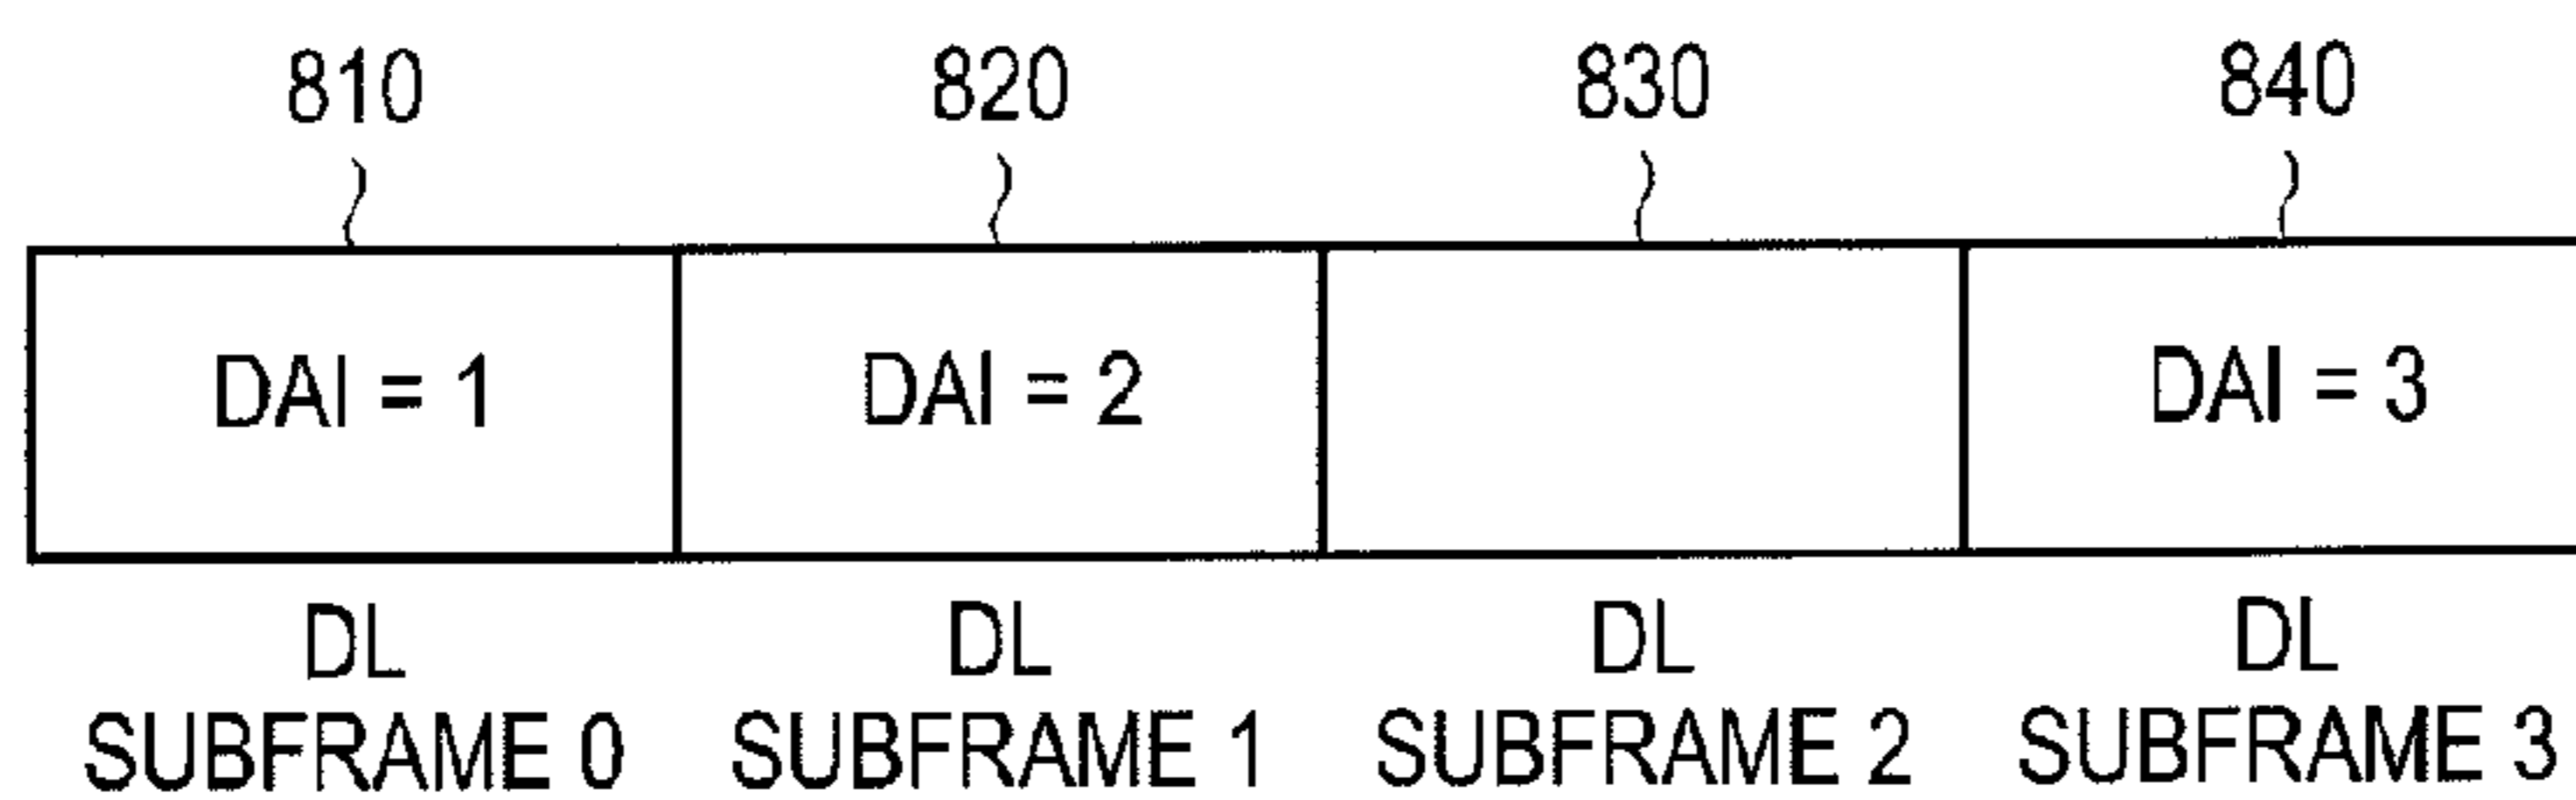 810 820 830 840
DAI = 1 DAI = 2 DAI = 3
DL DL DL DL
SUBFRAME 0 SUBFRAME 1 SUBFRAME 2 SUBFRAME 3